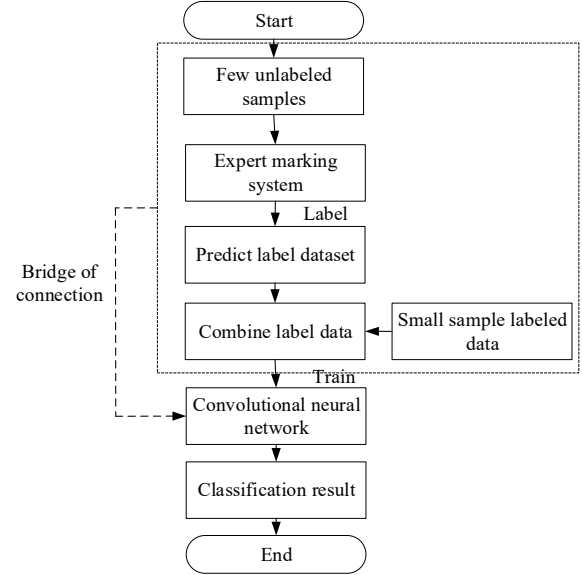 Start
Few unlabeled
samples
Expert marking
system
Label
Predict label dataset
Bridge of
connection
Combine label data
Small sample labeled
data
Train
Convolutional neural
network
Classification result
End